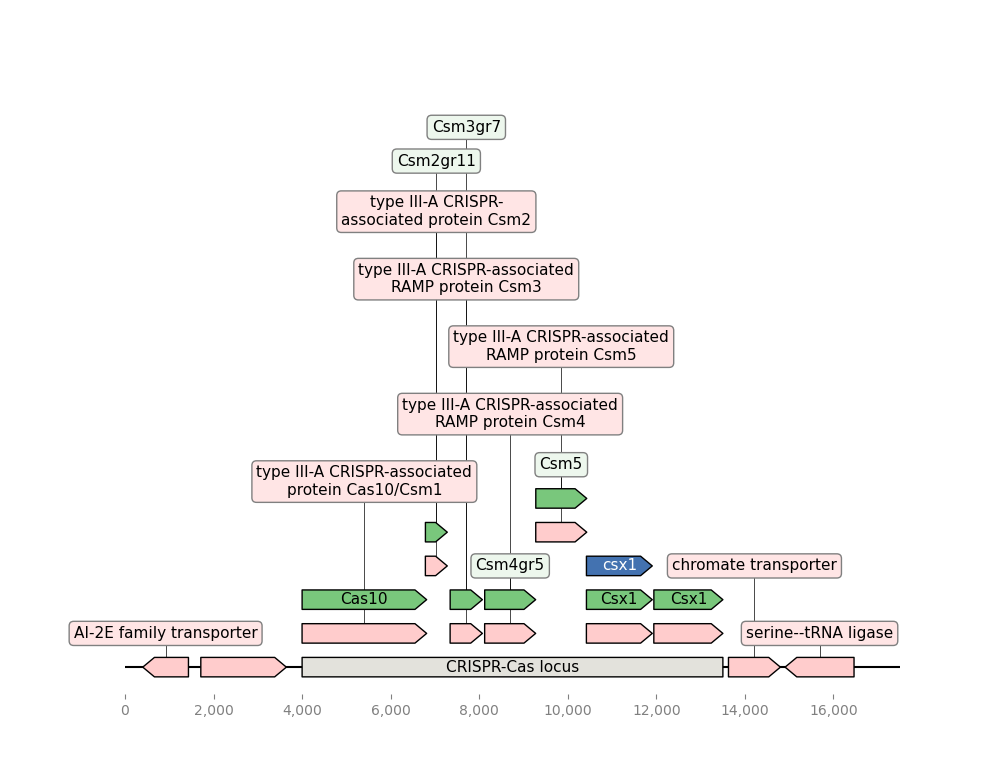 Csm3gr7
Csm2gr11
type III-A CRISPR-
associated protein Csm2
type III-A CRISPR-associated
RAMP protein Csm3
type III-A CRISPR-associated
RAMP protein Csm5
type III-A CRISPR-associated
RAMP protein Csm4
Csm5
type III-A CRISPR-associated
protein Cas10/Csm1
Csm4gr5
csx1
chromate transporter
Cas10
Csx1
Csx1
AI-2E family transporter
serine--tRNA ligase
CRISPR-Cas locus
0
2,000
4,000
6,000
8,000
10,000
12,000
14,000
16,000